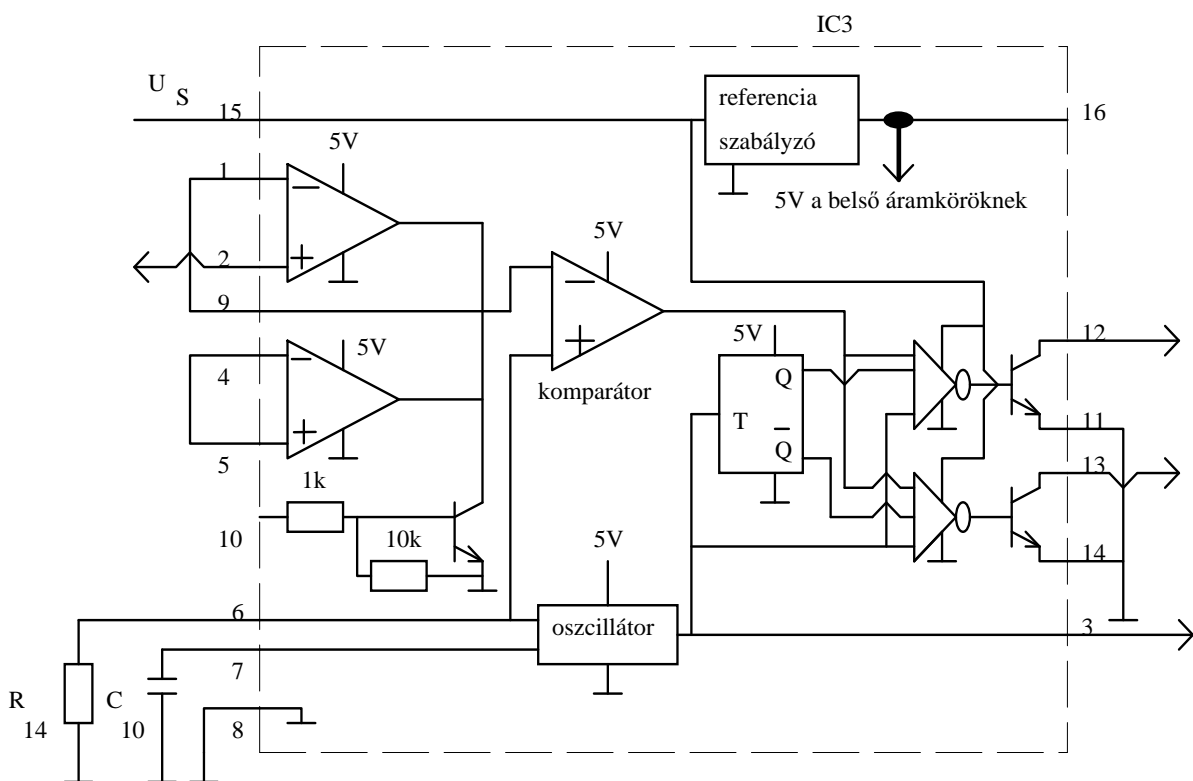 IC3
U S
15
referencia
szabályzó
16
5V
1
5V a belső áramköröknek
2
5V
9
5V
5V
12
4
komparátor
Q
T
Q
11
5
1k
13
10
10k
5V
14
6
oszcillátor
3
7
R 14
C 10
8